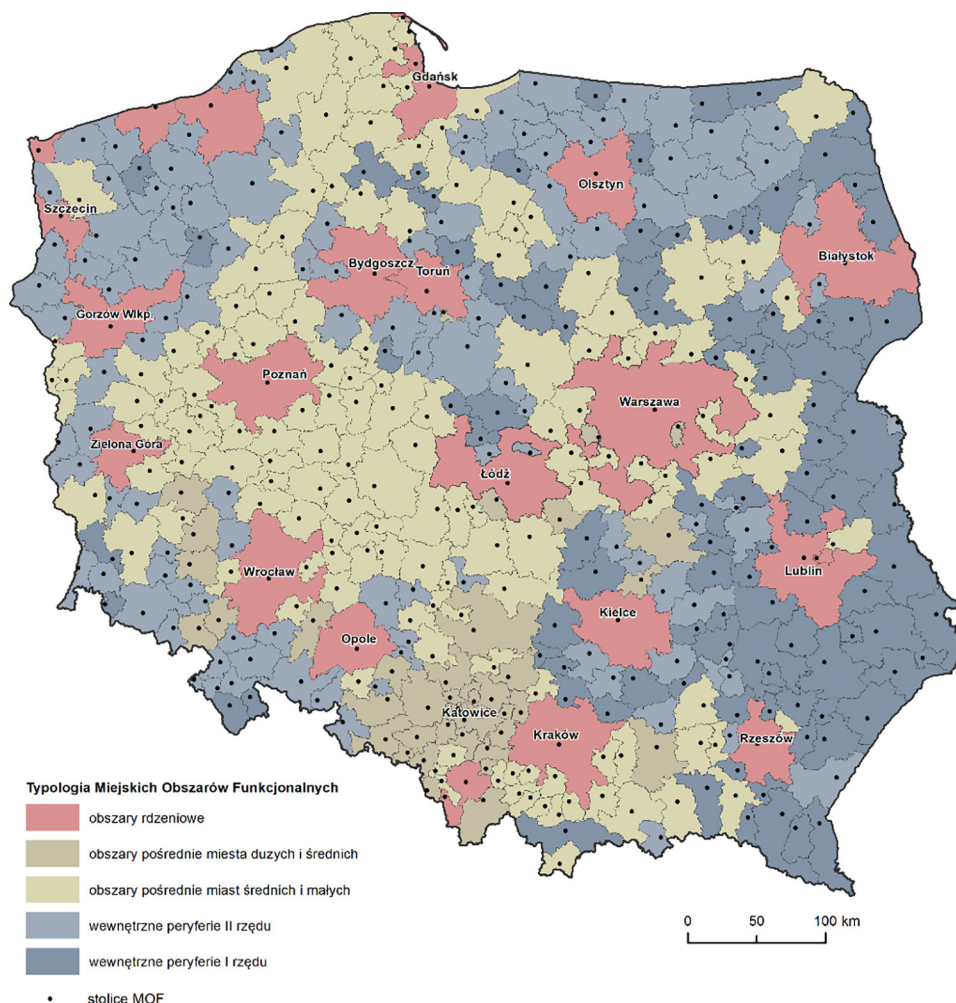 Gdańsk
Olsztyn
Szczecin
Białystok
Bydgoszcz
Toruń
Gorzów Wlkp.
Poznań
Warszawa
Zielona Góra
Łódź
Wrocław
Lublin
Kielce
Opole
Katowice
Kraków
Rzeszów
Typologia Miejskich Obszarów Funkcjonalnych
obszary rdzeniowe
obszary pośrednie miasta duzych i średnich
obszary pośrednie miast średnich i małych
wewnętrzne peryferie II rzędu
wewnętrzne peryferie I rzędu
stolice MOF
0 50 100 km